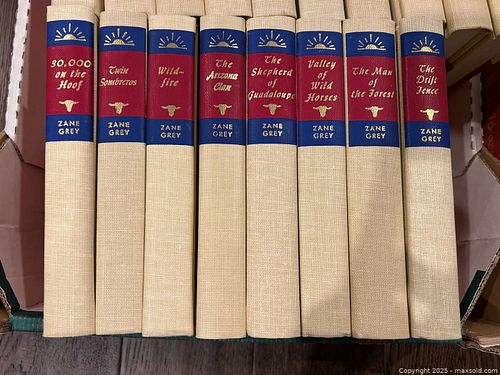 30,000
on the
Hoof
ZANE
GREY
Twin
Sombreros
ZANE
GREY
Wild-
fire
ZANE
GREY
The
Arizona
Clan
ZANE
GREY
The
Shepherd
of
Guadaloupe
ZANE
GREY
Valley
of
Wild
Horses
ZANE
GREY
The Man
of
the Forest
ZANE
GREY
The
Drift
Fence
ZANE
GREY
Copyright 2025 - maxsold.com